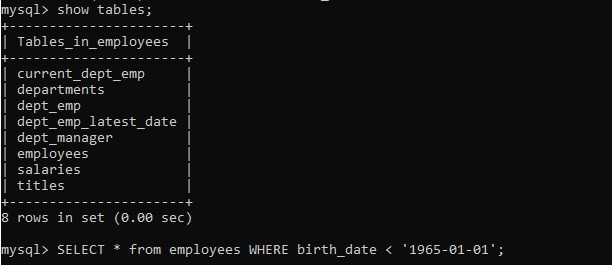 mysql> show tables;
+----------------------+
| Tables_in_employees  |
+----------------------+
| current_dept_emp     |
| departments          |
| dept_emp             |
| dept_emp_latest_date |
| dept_manager         |
| employees            |
| salaries             |
| titles               |
+----------------------+
8 rows in set (0.00 sec)
mysql> SELECT * from employees WHERE birth_date < '1965-01-01';